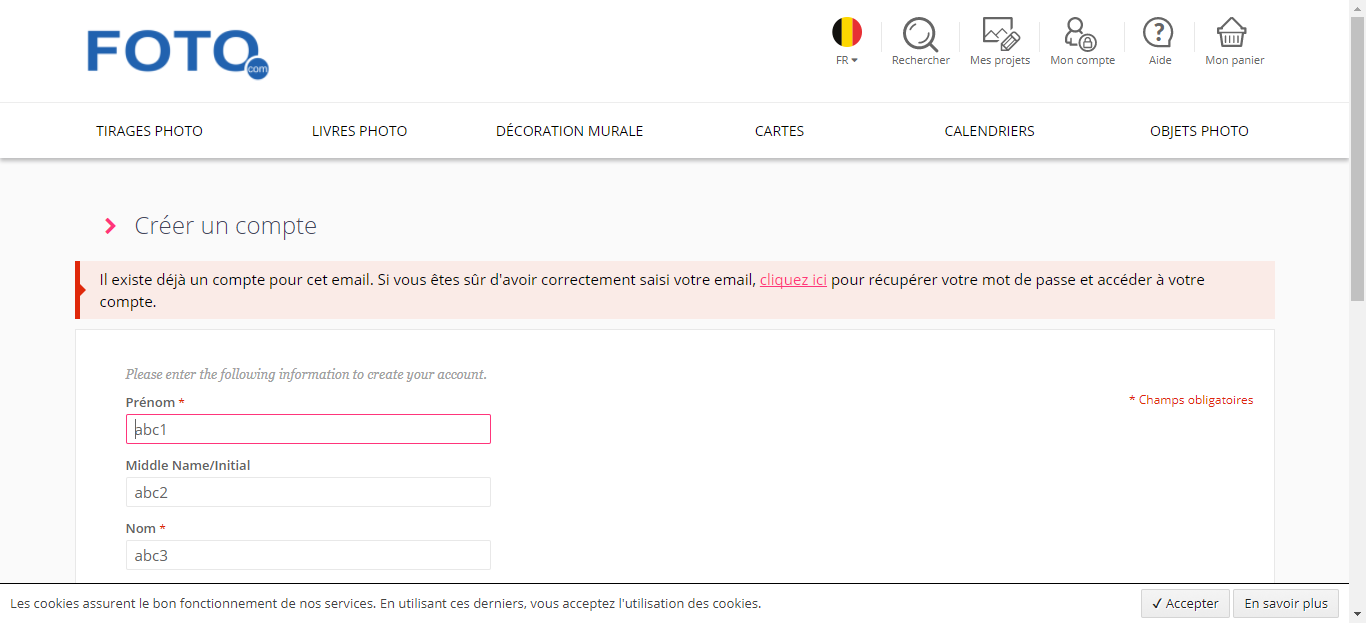 FOTO.com
FR
Rechercher
Mes projets
Mon compte
Aide
Mon panier
TIRAGES PHOTO
LIVRES PHOTO
DÉCORATION MURALE
CARTES
CALENDRIERS
OBJETS PHOTO
Créer un compte
Il existe déjà un compte pour cet email. Si vous êtes sûr d'avoir correctement saisi votre email, cliquez ici pour récupérer votre mot de passe et accéder à votre
compte.
Please enter the following information to create your account.
* Champs obligatoires
Prénom *
abc1
Middle Name/Initial
abc2
Nom *
abc3
Les cookies assurent le bon fonctionnement de nos services. En utilisant ces derniers, vous acceptez l'utilisation des cookies.
✓ Accepter
En savoir plus